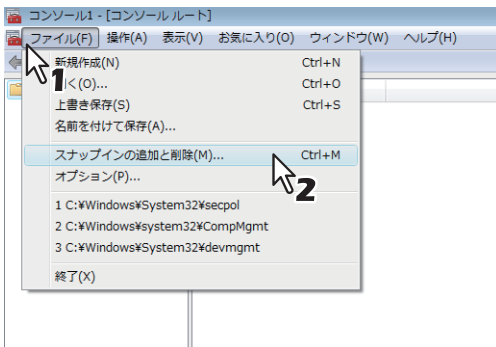 コンソール1 - [コンソール ルート]
ファイル(F) 操作(A) 表示(V) お気に入り(O) ウィンドウ(W) ヘルプ(H)
新規作成(N) Ctrl+N
1 く(O)... Ctrl+O
上書き保存(S) Ctrl+S
名前を付けて保存(A)...
スナップインの追加と削除(M)... Ctrl+M
2
オプション(P)...
1 C:¥Windows¥System32¥secpol
2 C:¥Windows¥system32¥CompMgmt
3 C:¥Windows¥System32¥devmgmt
終了(X)